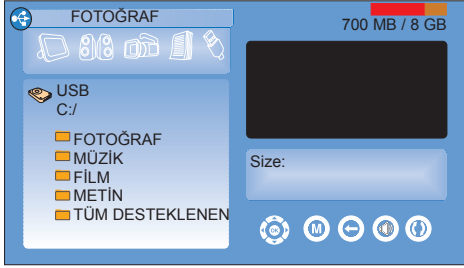 FOTOĞRAF
700 MB / 8 GB
USB
C:/
FOTOĞRAF
MÜZİK
FİLM
METİN
TÜM DESTEKLENEN
Size:
OK
M